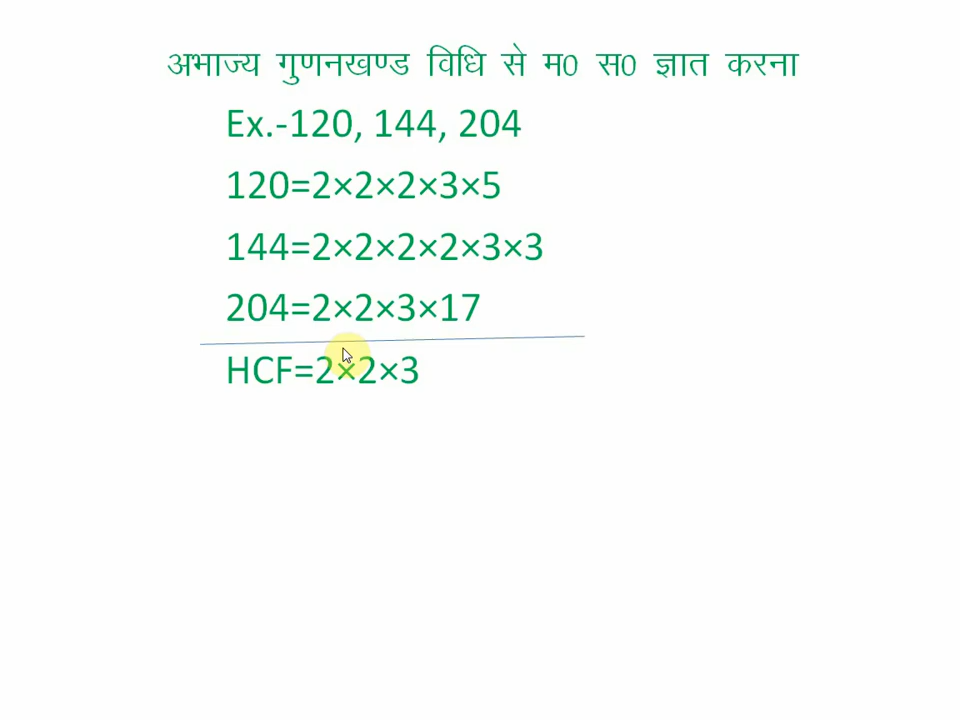 अभाज्य गुणनखण्ड विधि से म0 स0 ज्ञात करना
Ex.-120, 144, 204
120=2×2×2×3×5
144=2×2×2×2×3×3
204=2×2×3×17
HCF=2×2×3